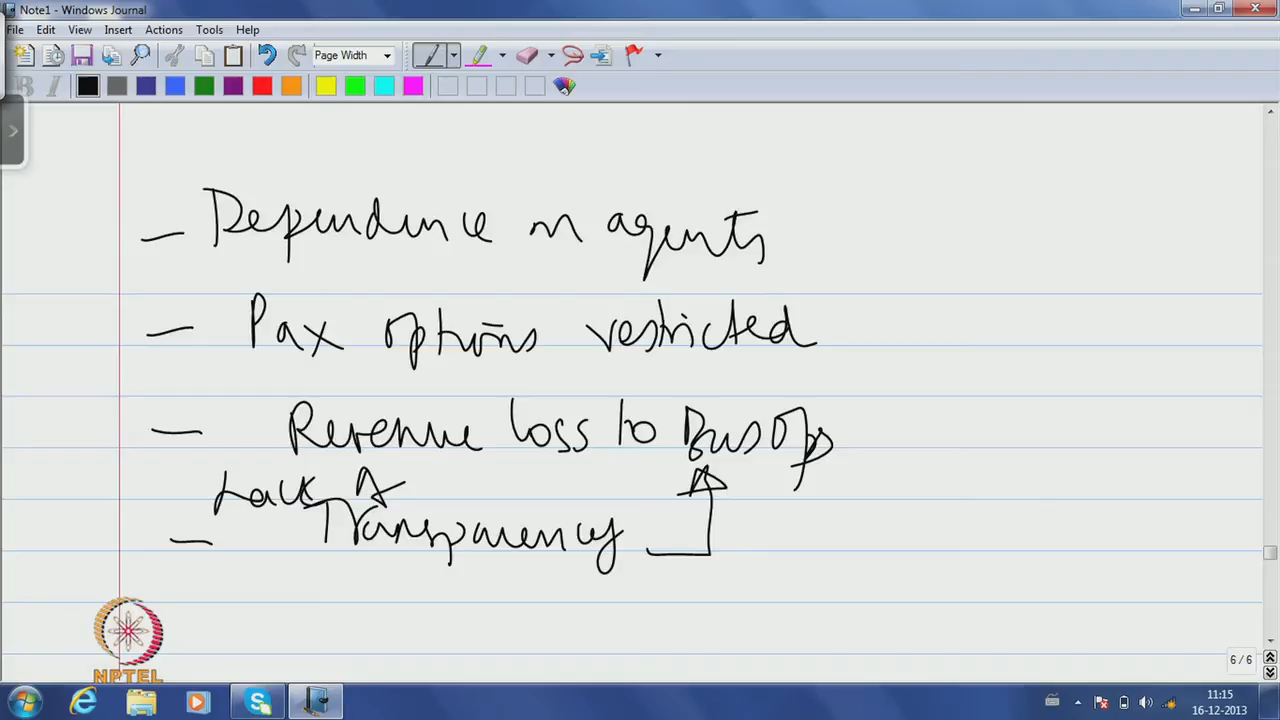 Note1 - Windows Journal
File Edit View Insert Actions Tools Help
Page Width
B I
– Dependence on agents
– Pax options restricted
– Revenue loss to Bus Ops
Lack of
– Transparency
6 / 6
NPTEL
11:15
16-12-2013